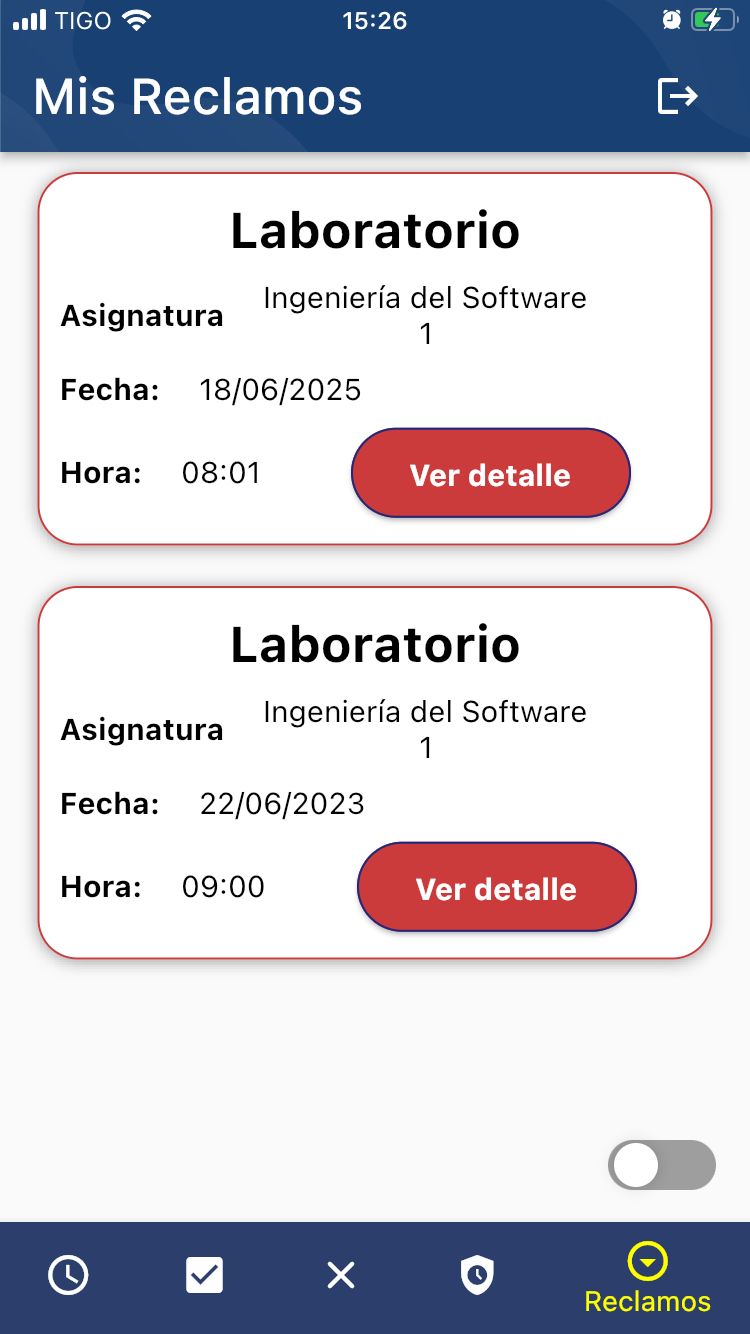 TIGO 15:26
Mis Reclamos
Laboratorio
Asignatura
Ingeniería del Software
1
Fecha: 18/06/2025
Hora: 08:01 Ver detalle
Laboratorio
Asignatura
Ingeniería del Software
1
Fecha: 22/06/2023
Hora: 09:00 Ver detalle
Reclamos